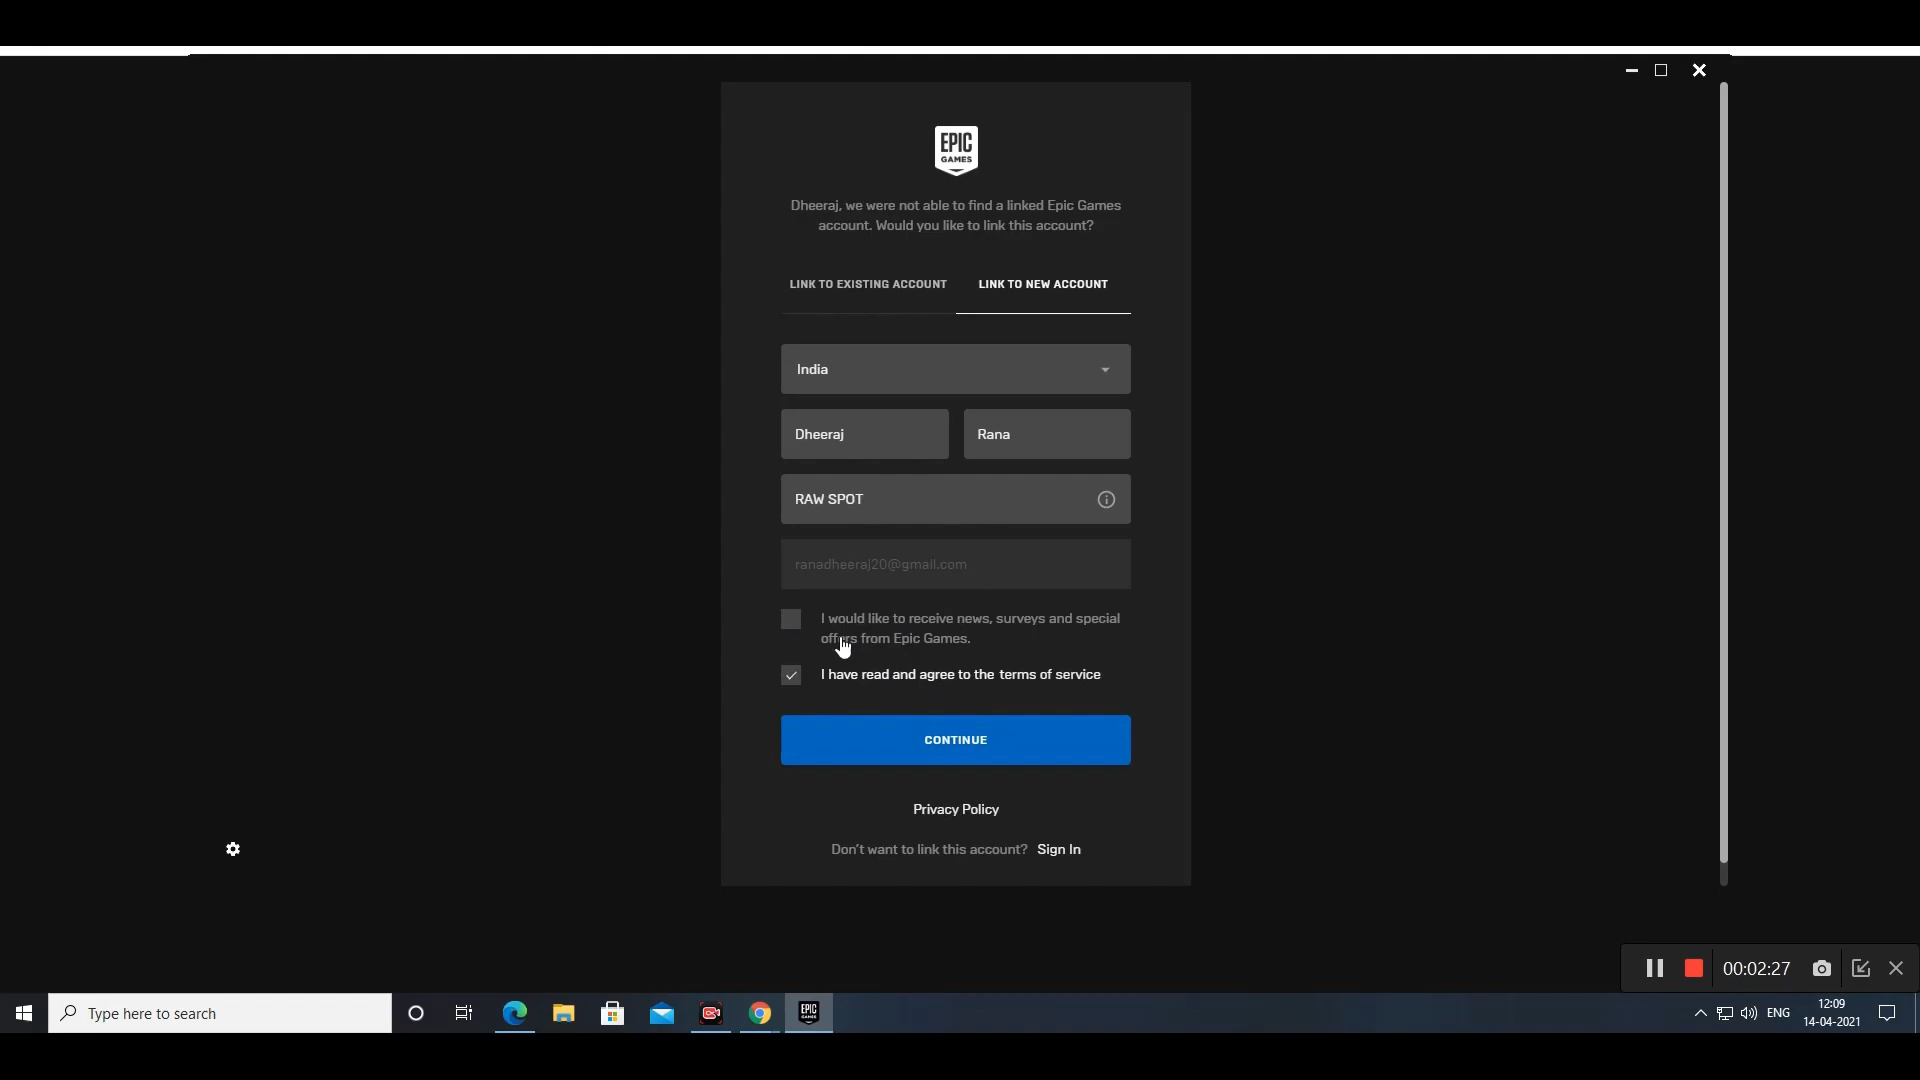 EPIC
GAMES
Dheeraj, we were not able to find a linked Epic Games
account. Would you like to link this account?
LINK TO EXISTING ACCOUNT
LINK TO NEW ACCOUNT
India
Dheeraj
Rana
RAW SPOT
ranadheeraj20@gmail.com
I would like to receive news, surveys and special
offers from Epic Games.
I have read and agree to the terms of service
CONTINUE
Privacy Policy
Don't want to link this account? Sign In
00:02:27
Type here to search
EPIC
GAMES
ENG
12:09
14-04-2021